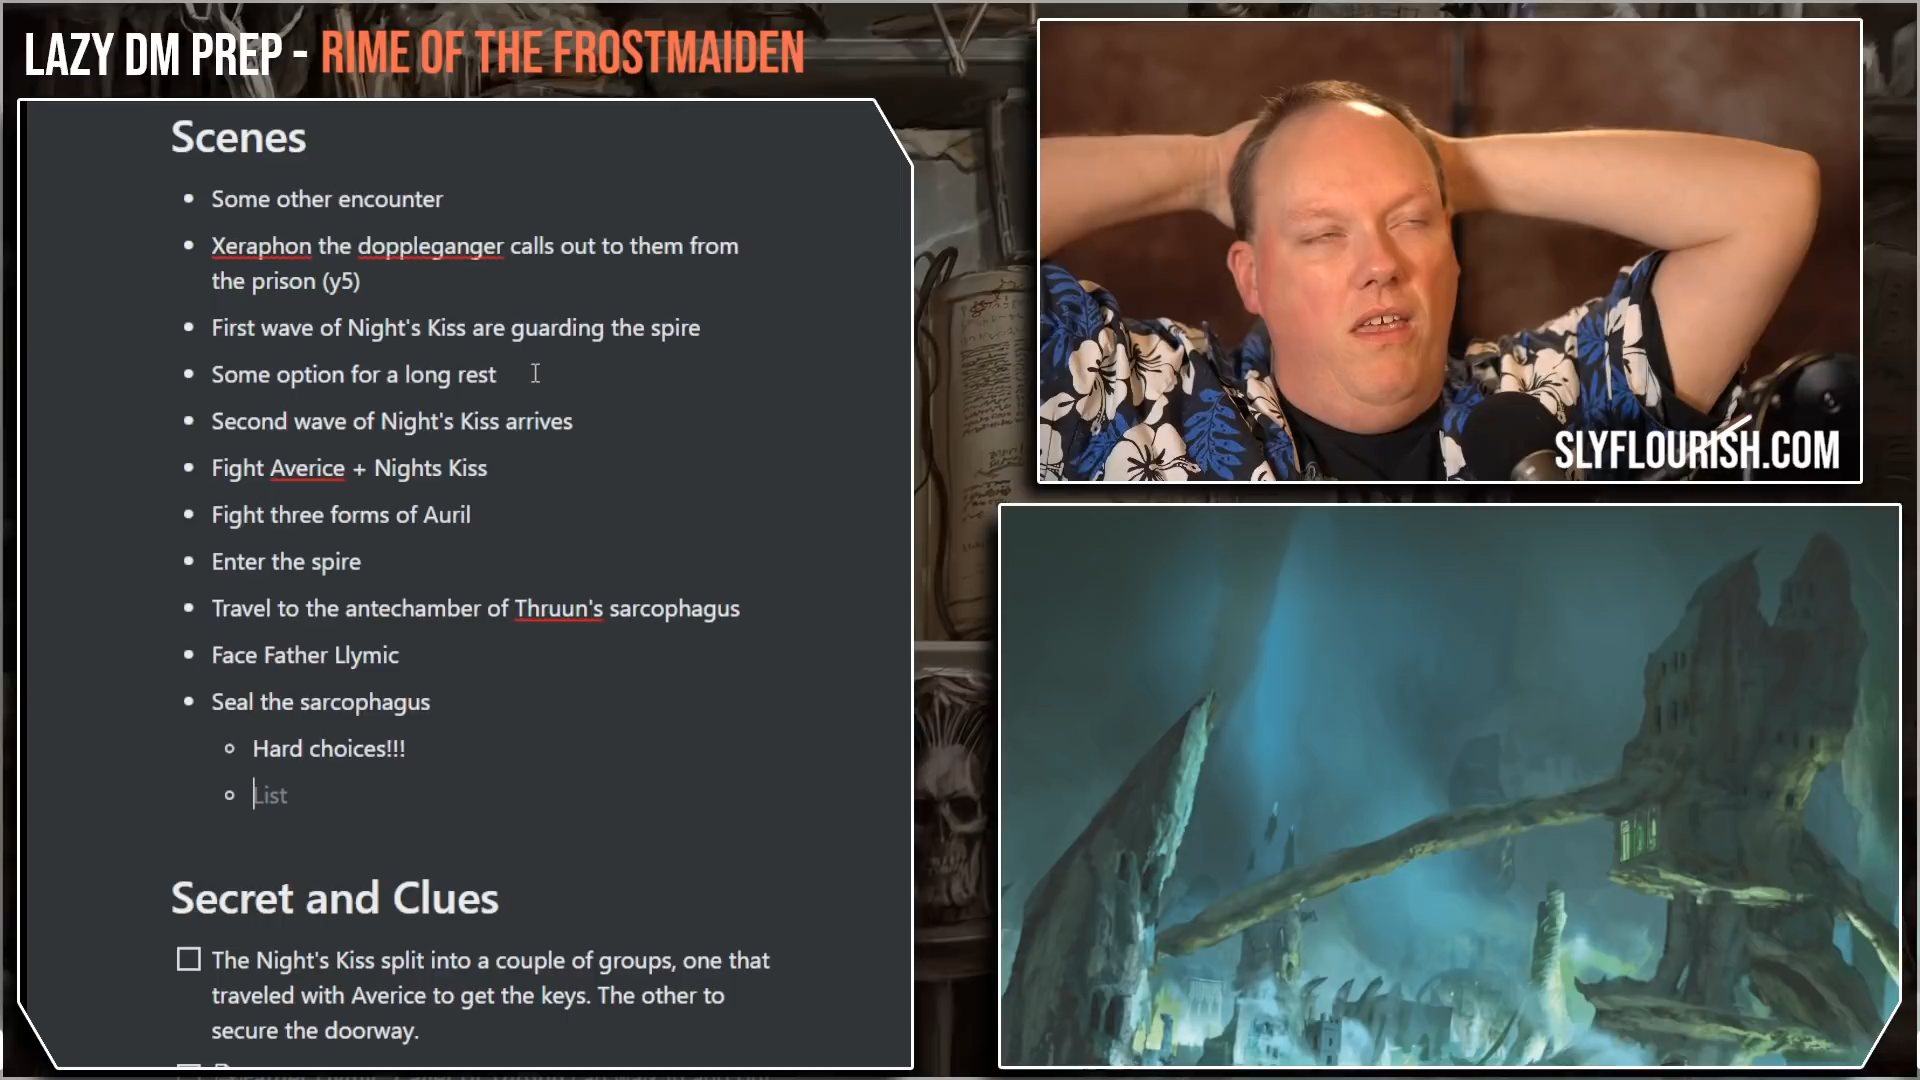 LAZY DM PREP - RIME OF THE FROSTMAIDEN
Scenes
Some other encounter
Xeraphon the doppleganger calls out to them from
the prison (y5)
First wave of Night's Kiss are guarding the spire
Some option for a long rest
Second wave of Night's Kiss arrives
Fight Averice + Nights Kiss
Fight three forms of Auril
Enter the spire
Travel to the antechamber of Thruun's sarcophagus
Face Father Llymic
Seal the sarcophagus
Hard choices!!!
List
Secret and Clues
The Night's Kiss split into a couple of groups, one that
traveled with Averice to get the keys. The other to
secure the doorway.
SLYFLOURISH.COM